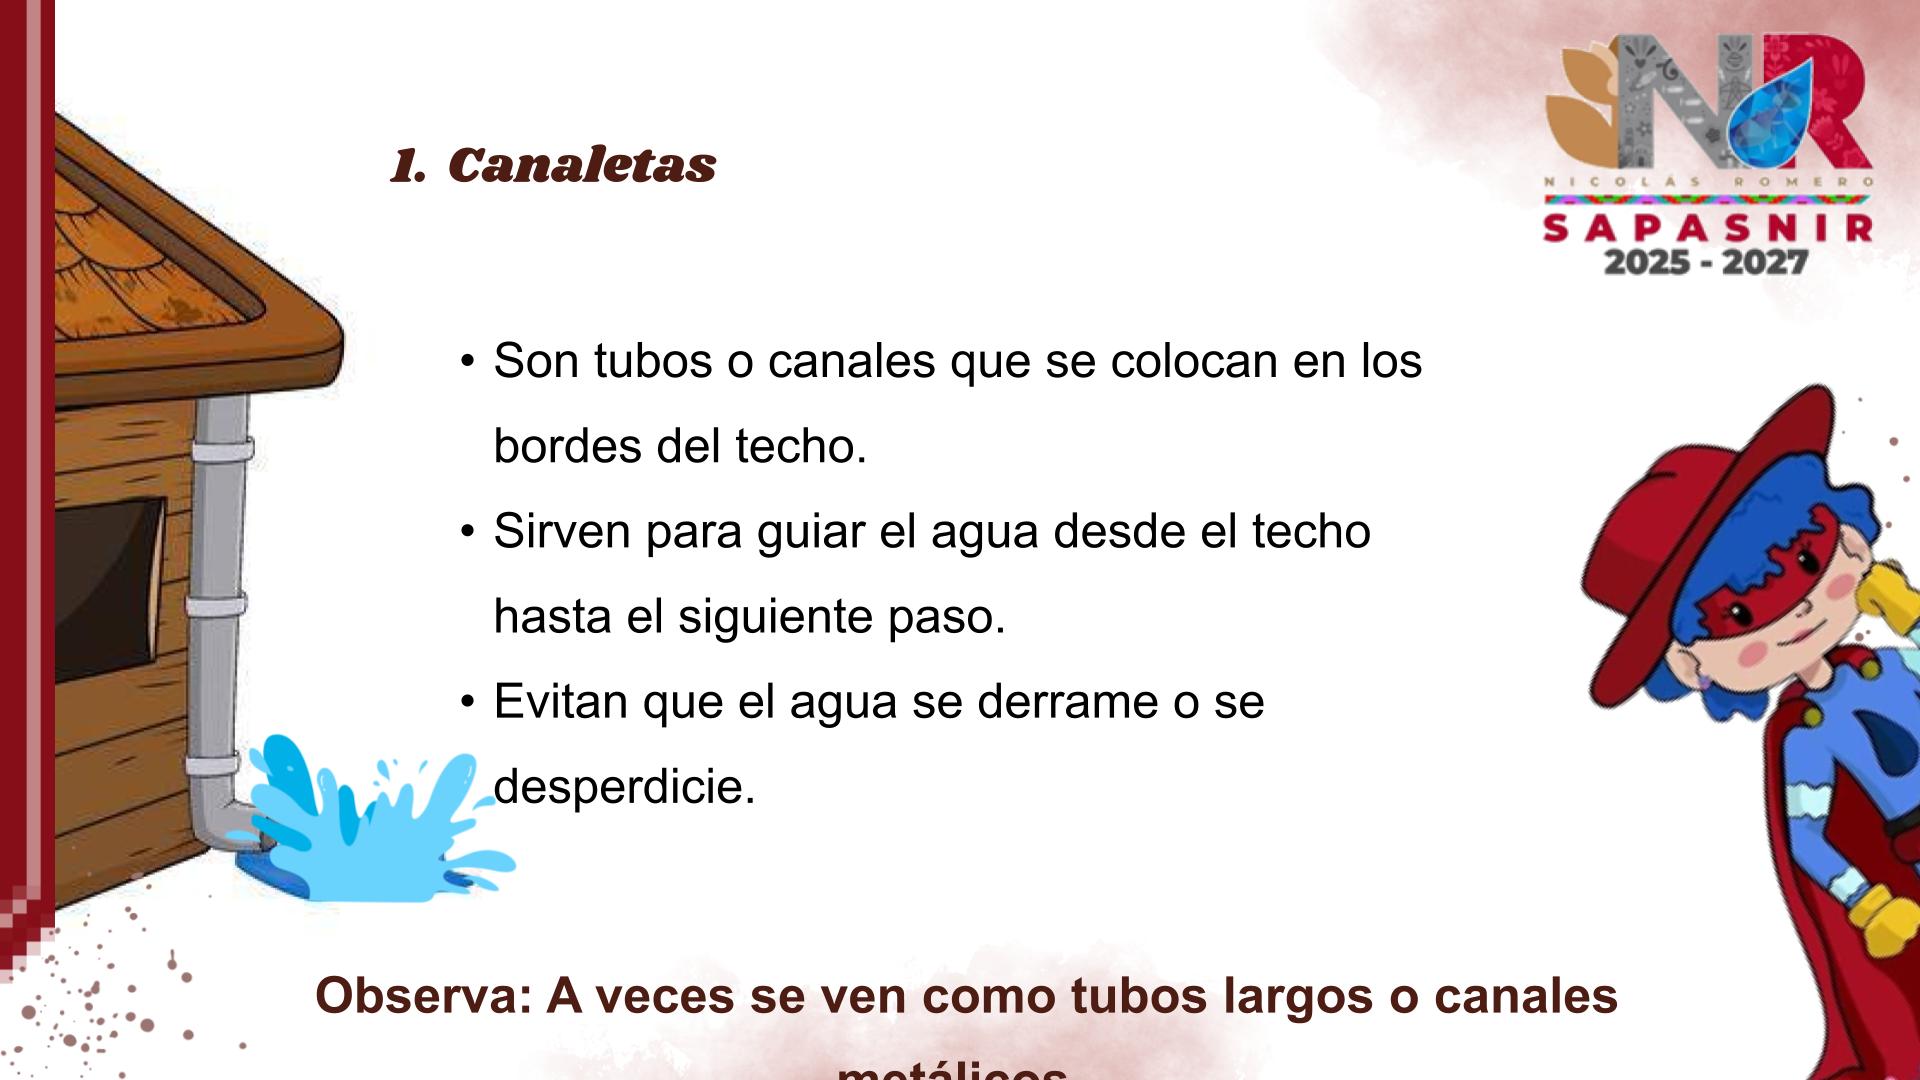 NICOLÁS ROMERO
SAPASNIR
2025 - 2027
1. Canaletas
• Son tubos o canales que se colocan en los
bordes del techo.
• Sirven para guiar el agua desde el techo
hasta el siguiente paso.
• Evitan que el agua se derrame o se
desperdicie.
Observa: A veces se ven como tubos largos o canales
metálicos